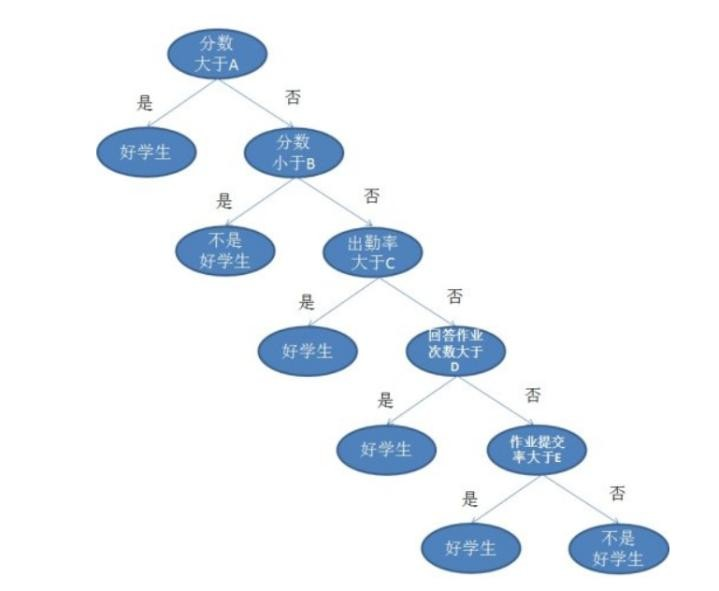 分数
大于A
是
否
好学生
分数
小于B
是
否
不是
好学生
出勤率
大于C
是
否
好学生
回答作业
次数大于
D
是
否
好学生
作业提交
率大于E
是
否
好学生
不是
好学生